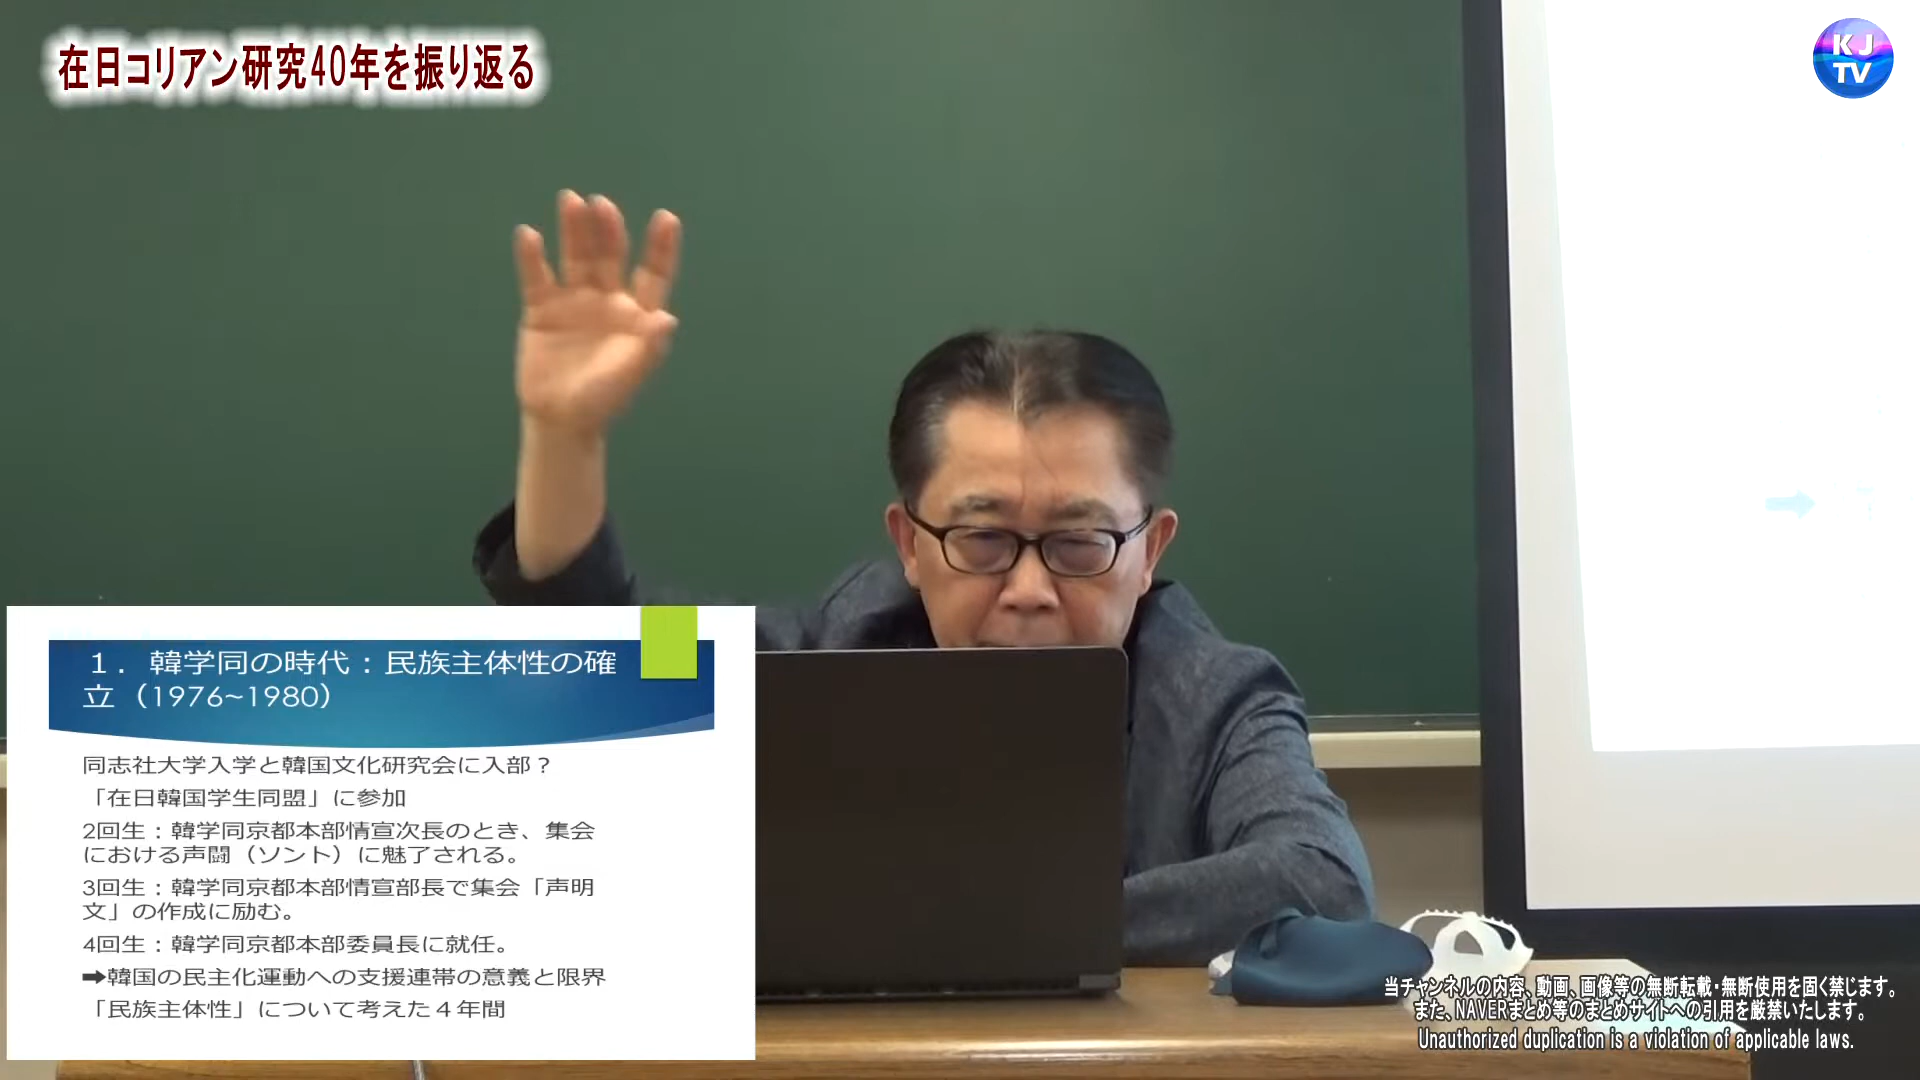 在日コリアン研究40年を振り返る
KJ
TV
１．韓学同の時代：民族主体性の確
立（1976~1980）
同志社大学入学と韓国文化研究会に入部？
「在日韓国学生同盟」に参加
2回生：韓学同京都本部情宣次長のとき、集会
における声闘（ソント）に魅了される。
3回生：韓学同京都本部情宣部長で集会「声明
文」の作成に励む。
4回生：韓学同京都本部委員長に就任。
➡韓国の民主化運動への支援連帯の意義と限界
「民族主体性」について考えた４年間
当チャンネルの内容、動画、画像等の無断転載・無断使用を固く禁じます。
また、NAVERまとめ等のまとめサイトへの引用を厳禁いたします。
Unauthorized duplication is a violation of applicable laws.